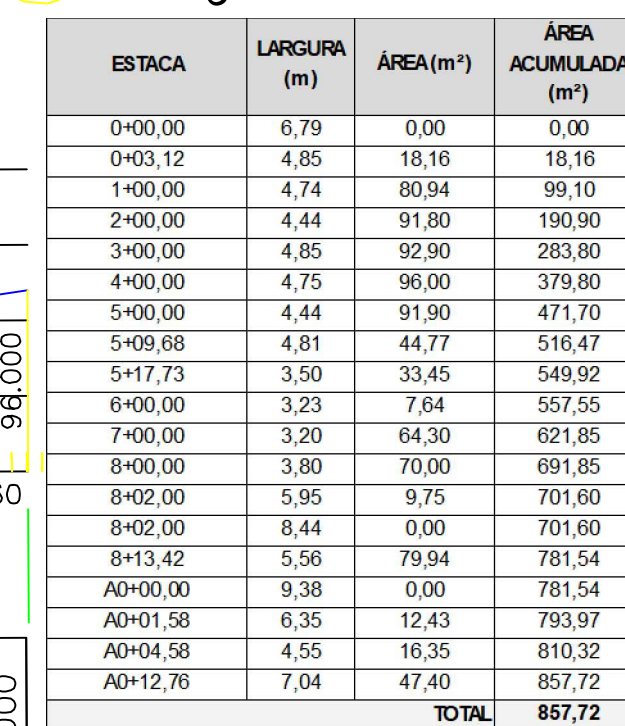 ESTACA LARGURA (m) ÁREA (m²) ÁREA ACUMULADA (m²)
0+00,00 6,79 0,00 0,00
0+03,12 4,85 18,16 18,16
1+00,00 4,74 80,94 99,10
2+00,00 4,44 91,80 190,90
3+00,00 4,85 92,90 283,80
4+00,00 4,75 96,00 379,80
5+00,00 4,44 91,90 471,70
5+09,68 4,81 44,77 516,47
5+17,73 3,50 33,45 549,92
6+00,00 3,23 7,64 557,55
7+00,00 3,20 64,30 621,85
8+00,00 3,80 70,00 691,85
8+02,00 5,95 9,75 701,60
8+02,00 8,44 0,00 701,60
8+13,42 5,56 79,94 781,54
A0+00,00 9,38 0,00 781,54
A0+01,58 6,35 12,43 793,97
A0+04,58 4,55 16,35 810,32
A0+12,76 7,04 47,40 857,72
TOTAL 857,72
96.000